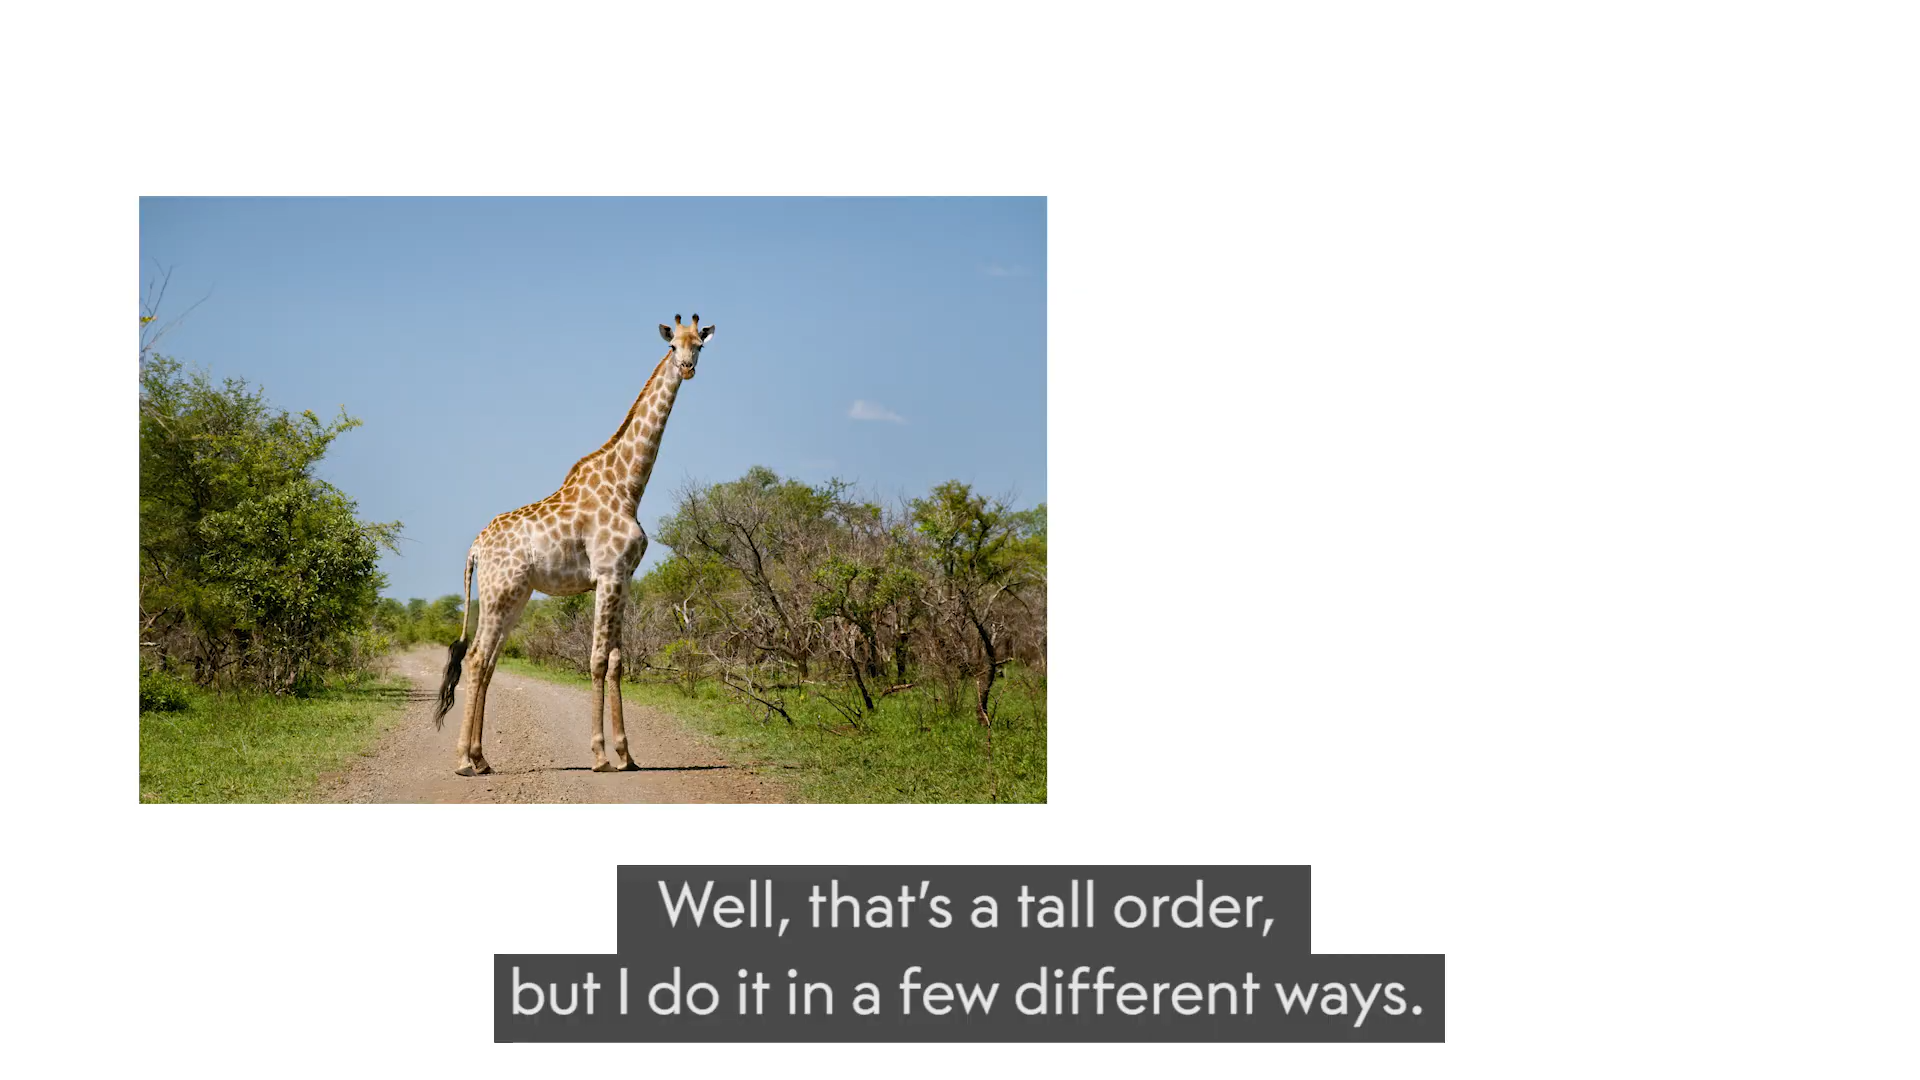 Well, that's a tall order,
but I do it in a few different ways.